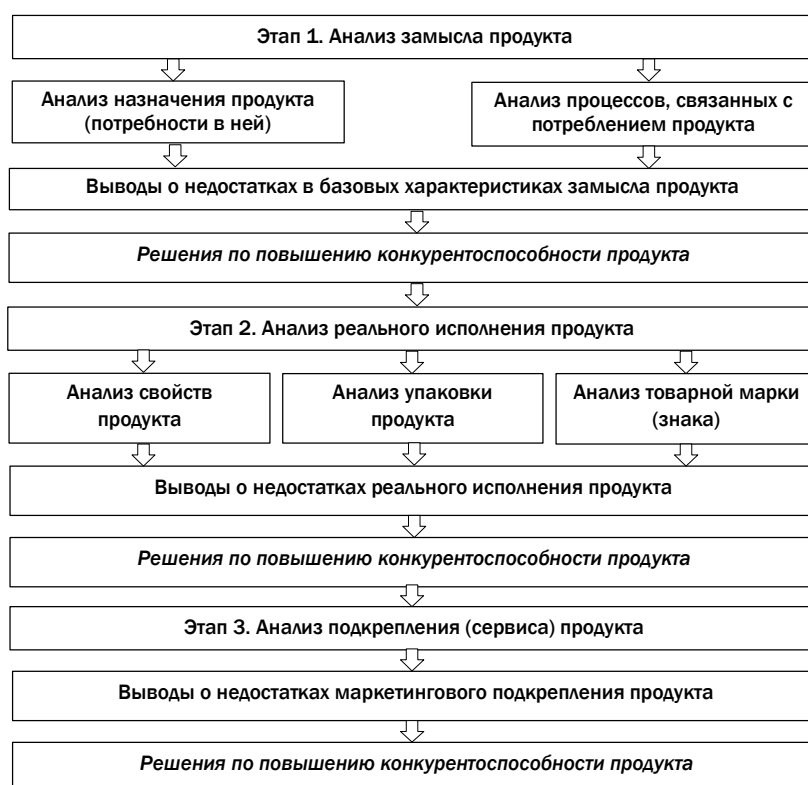 Этап 1. Анализ замысла продукта
Анализ назначения продукта
(потребности в ней)
Анализ процессов, связанных с
потреблением продукта
Выводы о недостатках в базовых характеристиках замысла продукта
Решения по повышению конкурентоспособности продукта
Этап 2. Анализ реального исполнения продукта
Анализ свойств
продукта
Анализ упаковки
продукта
Анализ товарной марки
(знака)
Выводы о недостатках реального исполнения продукта
Решения по повышению конкурентоспособности продукта
Этап 3. Анализ подкрепления (сервиса) продукта
Выводы о недостатках маркетингового подкрепления продукта
Решения по повышению конкурентоспособности продукта